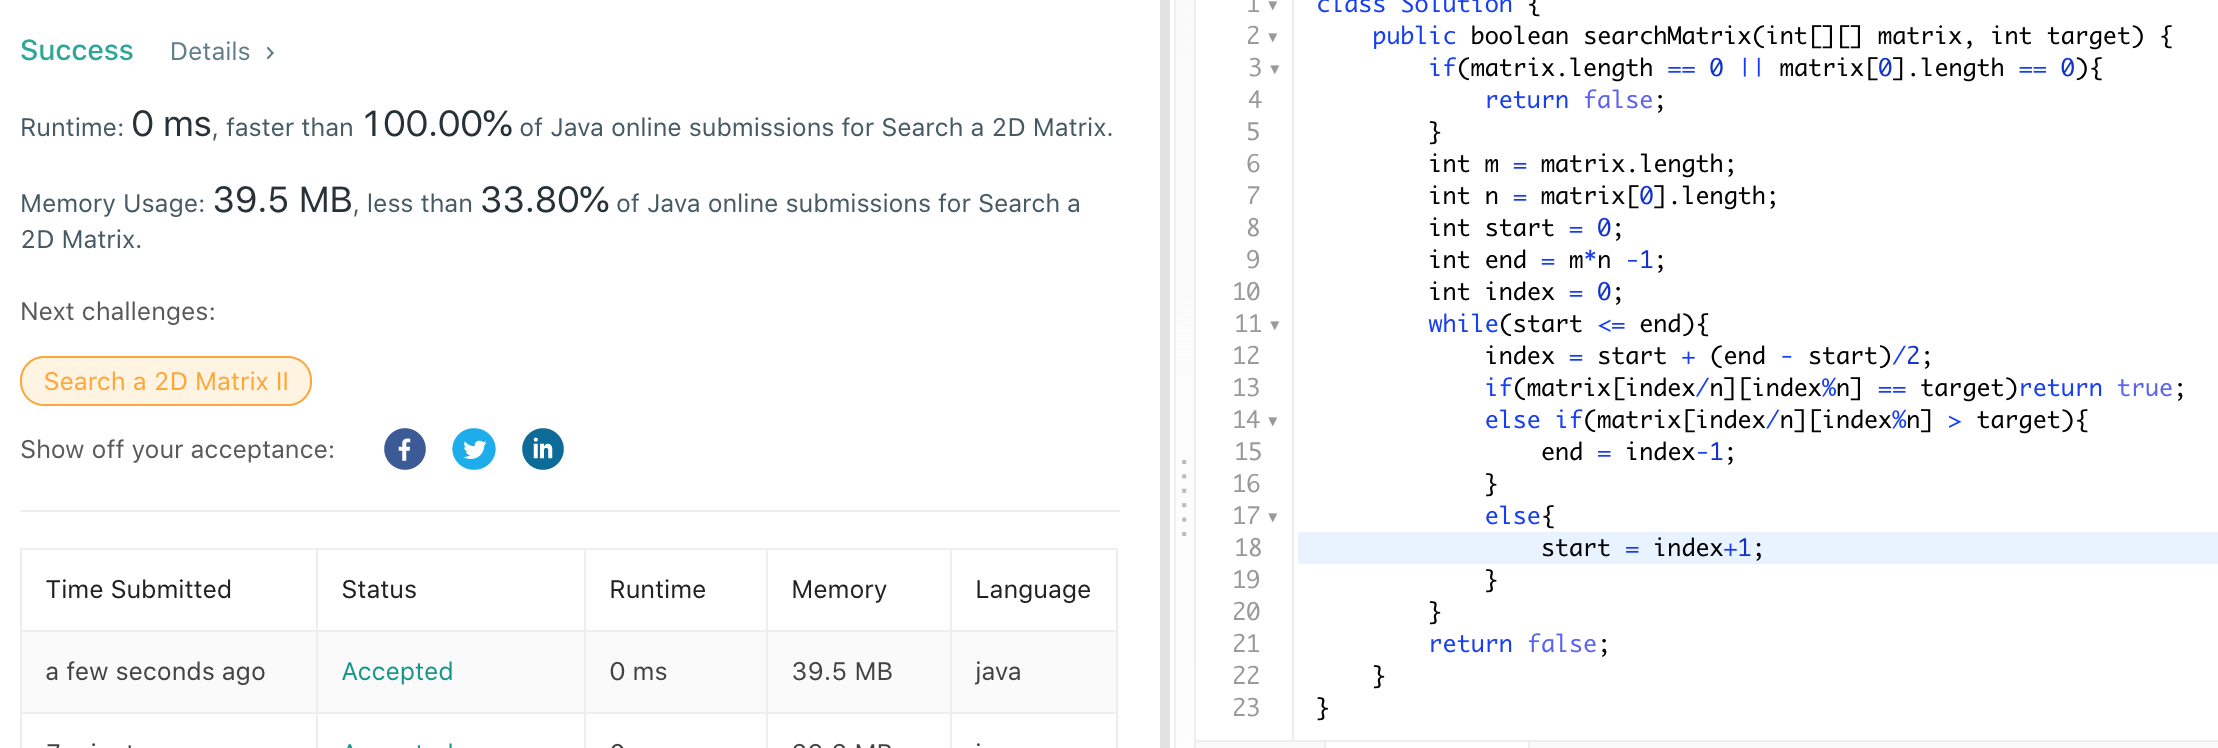 Success Details >
Runtime: 0 ms, faster than 100.00% of Java online submissions for Search a 2D Matrix.
Memory Usage: 39.5 MB, less than 33.80% of Java online submissions for Search a
2D Matrix.
Next challenges:
Search a 2D Matrix II
Show off your acceptance: f in
Time Submitted Status Runtime Memory Language
a few seconds ago Accepted 0 ms 39.5 MB java
1 class Solution {
2 public boolean searchMatrix(int[][] matrix, int target) {
3 if(matrix.length == 0 || matrix[0].length == 0){
4 return false;
5 }
6 int m = matrix.length;
7 int n = matrix[0].length;
8 int start = 0;
9 int end = m*n -1;
10 int index = 0;
11 while(start <= end){
12 index = start + (end - start)/2;
13 if(matrix[index/n][index%n] == target)return true;
14 else if(matrix[index/n][index%n] > target){
15 end = index-1;
16 }
17 else{
18 start = index+1;
19 }
20 }
21 return false;
22 }
23 }